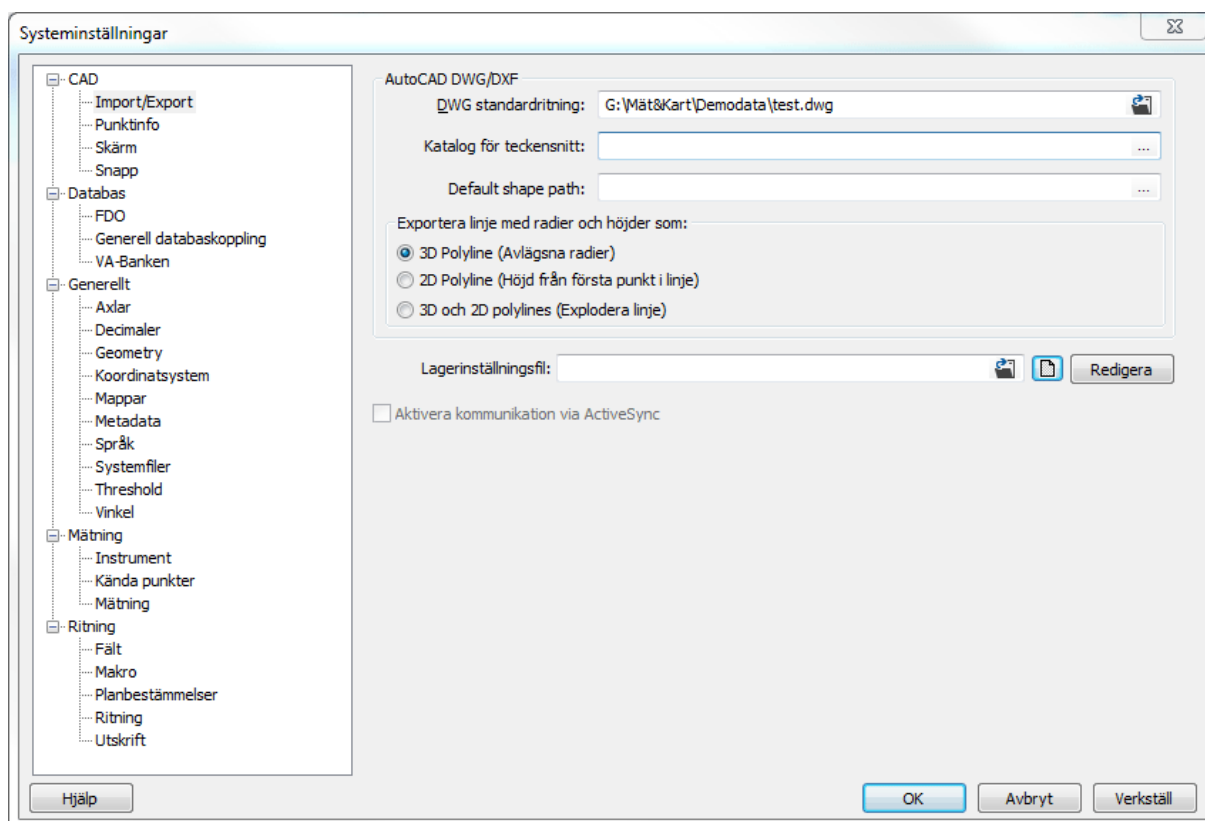 Systeminställningar
CAD
Import/Export
Punktinfo
Skärm
Snapp
Databas
FDO
Generell databaskoppling
VA-Banken
Generellt
Axlar
Decimaler
Geometry
Koordinatsystem
Mappar
Metadata
Språk
Systemfiler
Threshold
Vinkel
Mätning
Instrument
Kända punkter
Mätning
Ritning
Fält
Makro
Planbestämmelser
Ritning
Utskrift
AutoCAD DWG/DXF
DWG standardritning: G:\Mät&Kart\Demodata\test.dwg
Katalog för teckensnitt: ...
Default shape path: ...
Exportera linje med radier och höjder som:
3D Polyline (Avlägsna radier)
2D Polyline (Höjd från första punkt i linje)
3D och 2D polylines (Explodera linje)
Lagerinställningsfil: Redigera
Aktivera kommunikation via ActiveSync
Hjälp OK Avbryt Verkställ